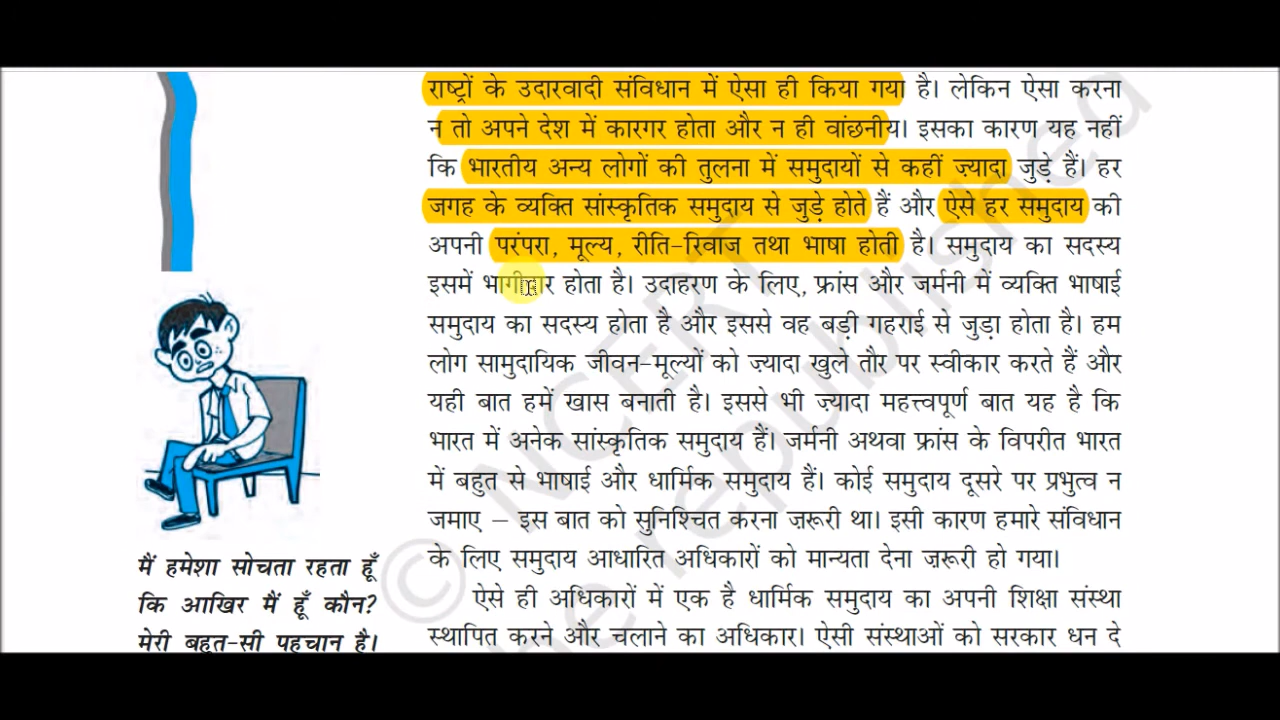 राष्ट्रों के उदारवादी संविधान में ऐसा ही किया गया है। लेकिन ऐसा करना
न तो अपने देश में कारगर होता और न ही वांछनीय। इसका कारण यह नहीं
कि भारतीय अन्य लोगों की तुलना में समुदायों से कहीं ज़्यादा जुड़े हैं। हर
जगह के व्यक्ति सांस्कृतिक समुदाय से जुड़े होते हैं और ऐसे हर समुदाय की
अपनी परंपरा, मूल्य, रीति-रिवाज तथा भाषा होती है। समुदाय का सदस्य
इसमें भागीदार होता है। उदाहरण के लिए, फ्रांस और जर्मनी में व्यक्ति भाषाई
समुदाय का सदस्य होता है और इससे वह बड़ी गहराई से जुड़ा होता है। हम
लोग सामुदायिक जीवन-मूल्यों को ज़्यादा खुले तौर पर स्वीकार करते हैं और
यही बात हमें खास बनाती है। इससे भी ज़्यादा महत्त्वपूर्ण बात यह है कि
भारत में अनेक सांस्कृतिक समुदाय हैं। जर्मनी अथवा फ्रांस के विपरीत भारत
में बहुत से भाषाई और धार्मिक समुदाय हैं। कोई समुदाय दूसरे पर प्रभुत्व न
जमाए – इस बात को सुनिश्चित करना ज़रूरी था। इसी कारण हमारे संविधान
के लिए समुदाय आधारित अधिकारों को मान्यता देना ज़रूरी हो गया।
ऐसे ही अधिकारों में एक है धार्मिक समुदाय का अपनी शिक्षा संस्था
स्थापित करने और चलाने का अधिकार। ऐसी संस्थाओं को सरकार धन दे
मैं हमेशा सोचता रहता हूँ
कि आखिर मैं हूँ कौन?
मेरी बहुत-सी पहचान है।
© NCERT
be republished